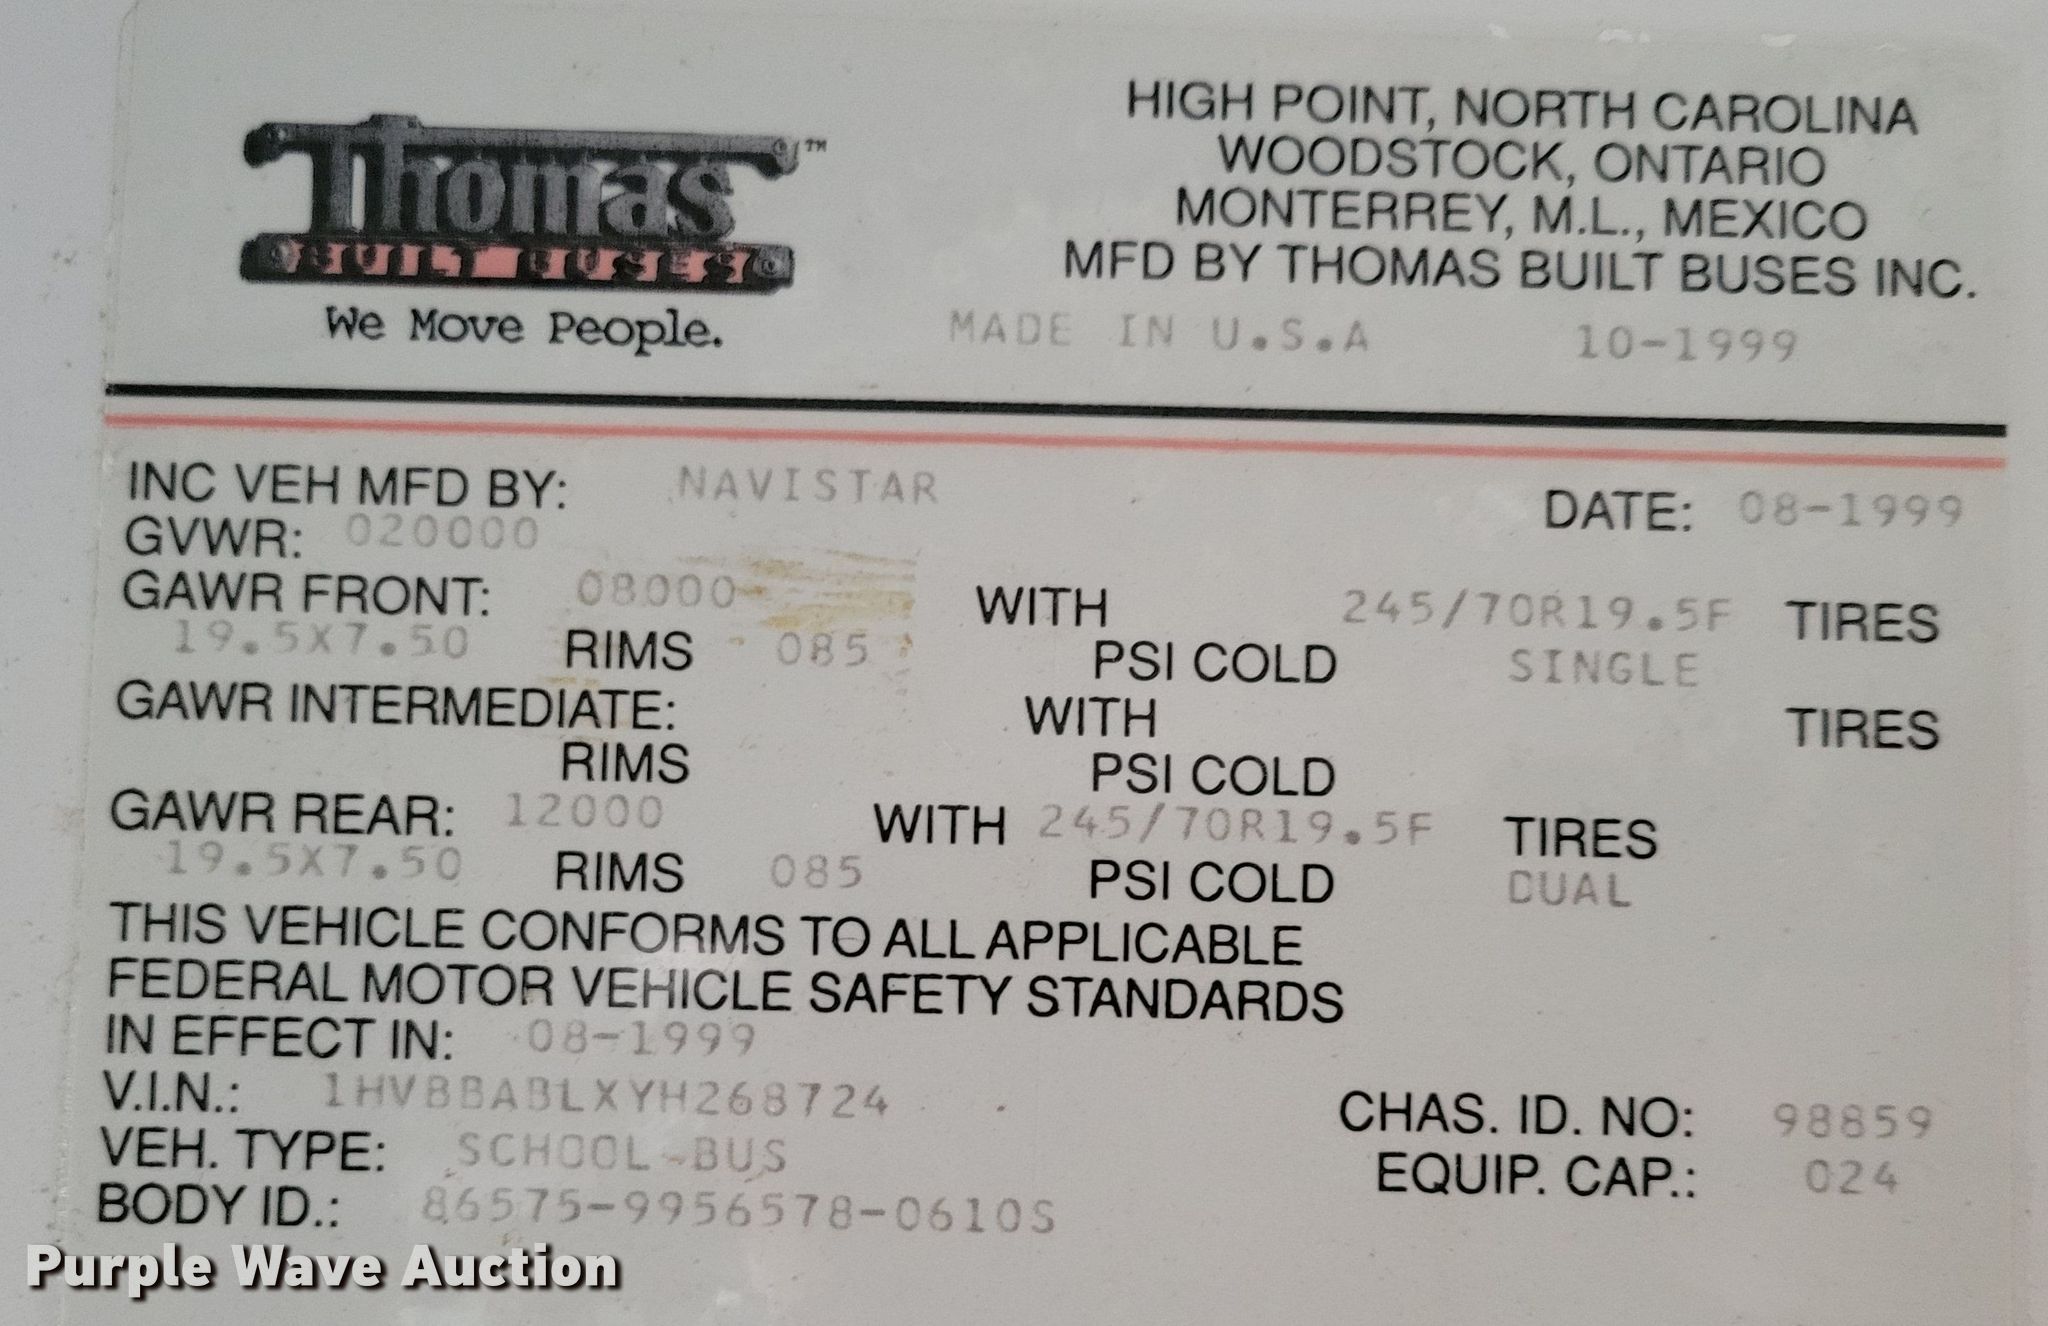 Thomas™
BUILT BUSES
We Move People.
HIGH POINT, NORTH CAROLINA
WOODSTOCK, ONTARIO
MONTERREY, M.L., MEXICO
MFD BY THOMAS BUILT BUSES INC.
MADE IN U.S.A 10-1999
INC VEH MFD BY: NAVISTAR DATE: 08-1999
GVWR: 020000
GAWR FRONT: 08000 WITH 245/70R19.5F TIRES
19.5X7.50 RIMS 085 PSI COLD SINGLE
GAWR INTERMEDIATE: WITH TIRES
RIMS PSI COLD
GAWR REAR: 12000 WITH 245/70R19.5F TIRES
19.5X7.50 RIMS 085 PSI COLD DUAL
THIS VEHICLE CONFORMS TO ALL APPLICABLE
FEDERAL MOTOR VEHICLE SAFETY STANDARDS
IN EFFECT IN: 08-1999
V.I.N.: 1HVBBABLXYH268724 CHAS. ID. NO: 98859
VEH. TYPE: SCHOOL-BUS EQUIP. CAP.: 024
BODY ID.: 86575-9956578-0610S
Purple Wave Auction